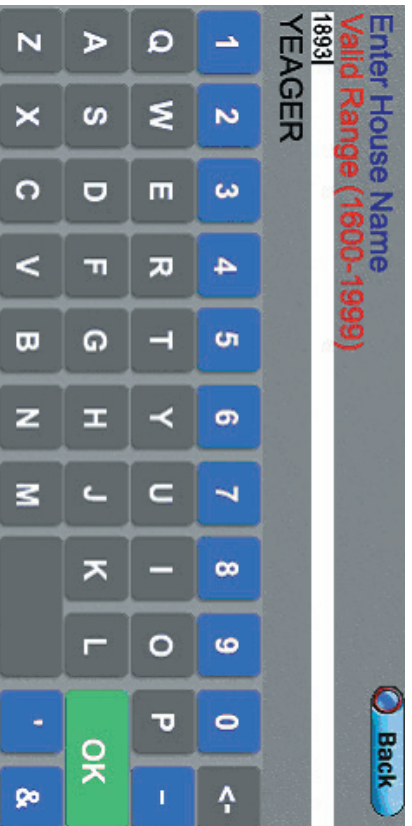 Enter House Name
Back
Valid Range (1600-1999)
1893
YEAGER
1 2 3 4 5 6 7 8 9 0 <-
Q W E R T Y U I O P -
A S D F G H J K L OK
Z X C V B N M ' &